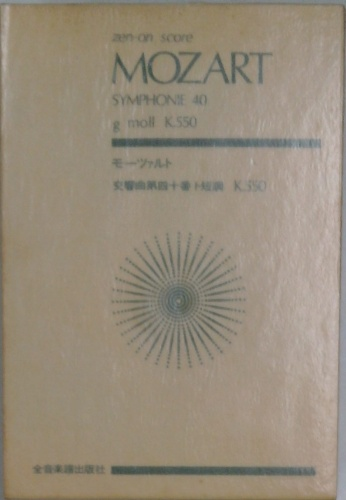 zen-on score
MOZART
SYMPHONIE 40
g moll K.550
モーツァルト
交響曲第四十番ト短調 K.550
全音楽譜出版社